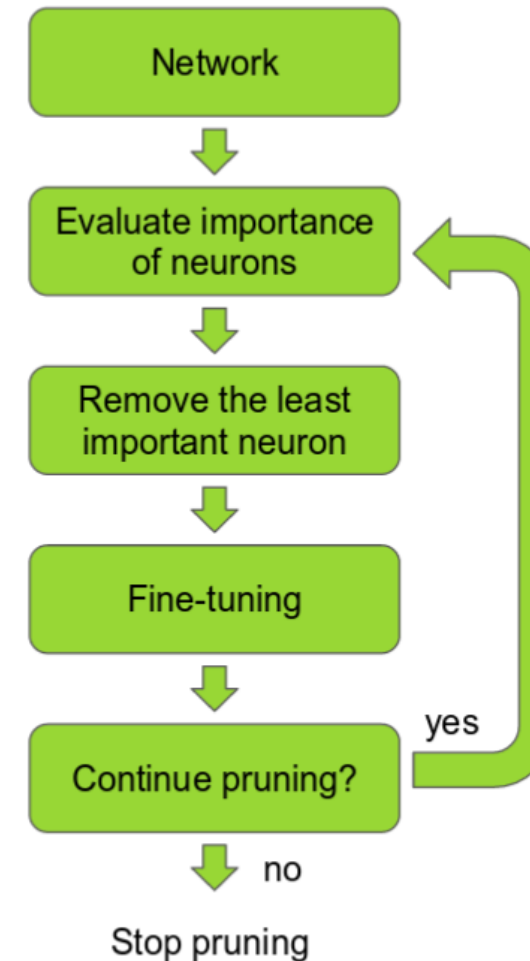 Network
Evaluate importance
of neurons
Remove the least
important neuron
Fine-tuning
yes
Continue pruning?
no
Stop pruning